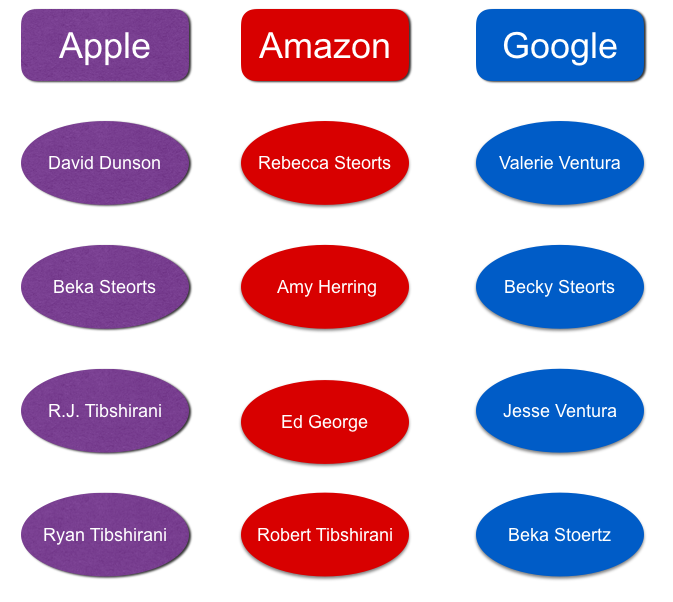 Apple
Amazon
Google
David Dunson
Rebecca Steorts
Valerie Ventura
Beka Steorts
Amy Herring
Becky Steorts
R.J. Tibshirani
Ed George
Jesse Ventura
Ryan Tibshirani
Robert Tibshirani
Beka Stoertz